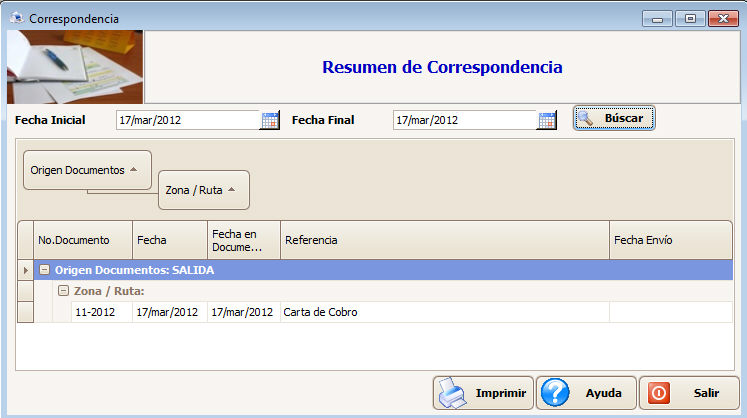 Correspondencia
Resumen de Correspondencia
Fecha Inicial 17/mar/2012 Fecha Final 17/mar/2012 Búscar
Origen Documentos
Zona / Ruta
No.Documento Fecha Fecha en Docume... Referencia Fecha Envío
Origen Documentos: SALIDA
Zona / Ruta:
11-2012 17/mar/2012 17/mar/2012 Carta de Cobro
Imprimir Ayuda Salir